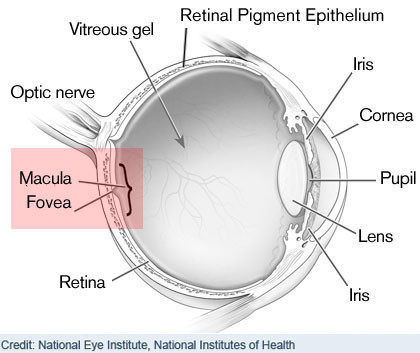 Retinal Pigment Epithelium
Vitreous gel
Iris
Optic nerve
Cornea
Macula
Fovea
Pupil
Lens
Retina
Iris
Credit: National Eye Institute, National Institutes of Health